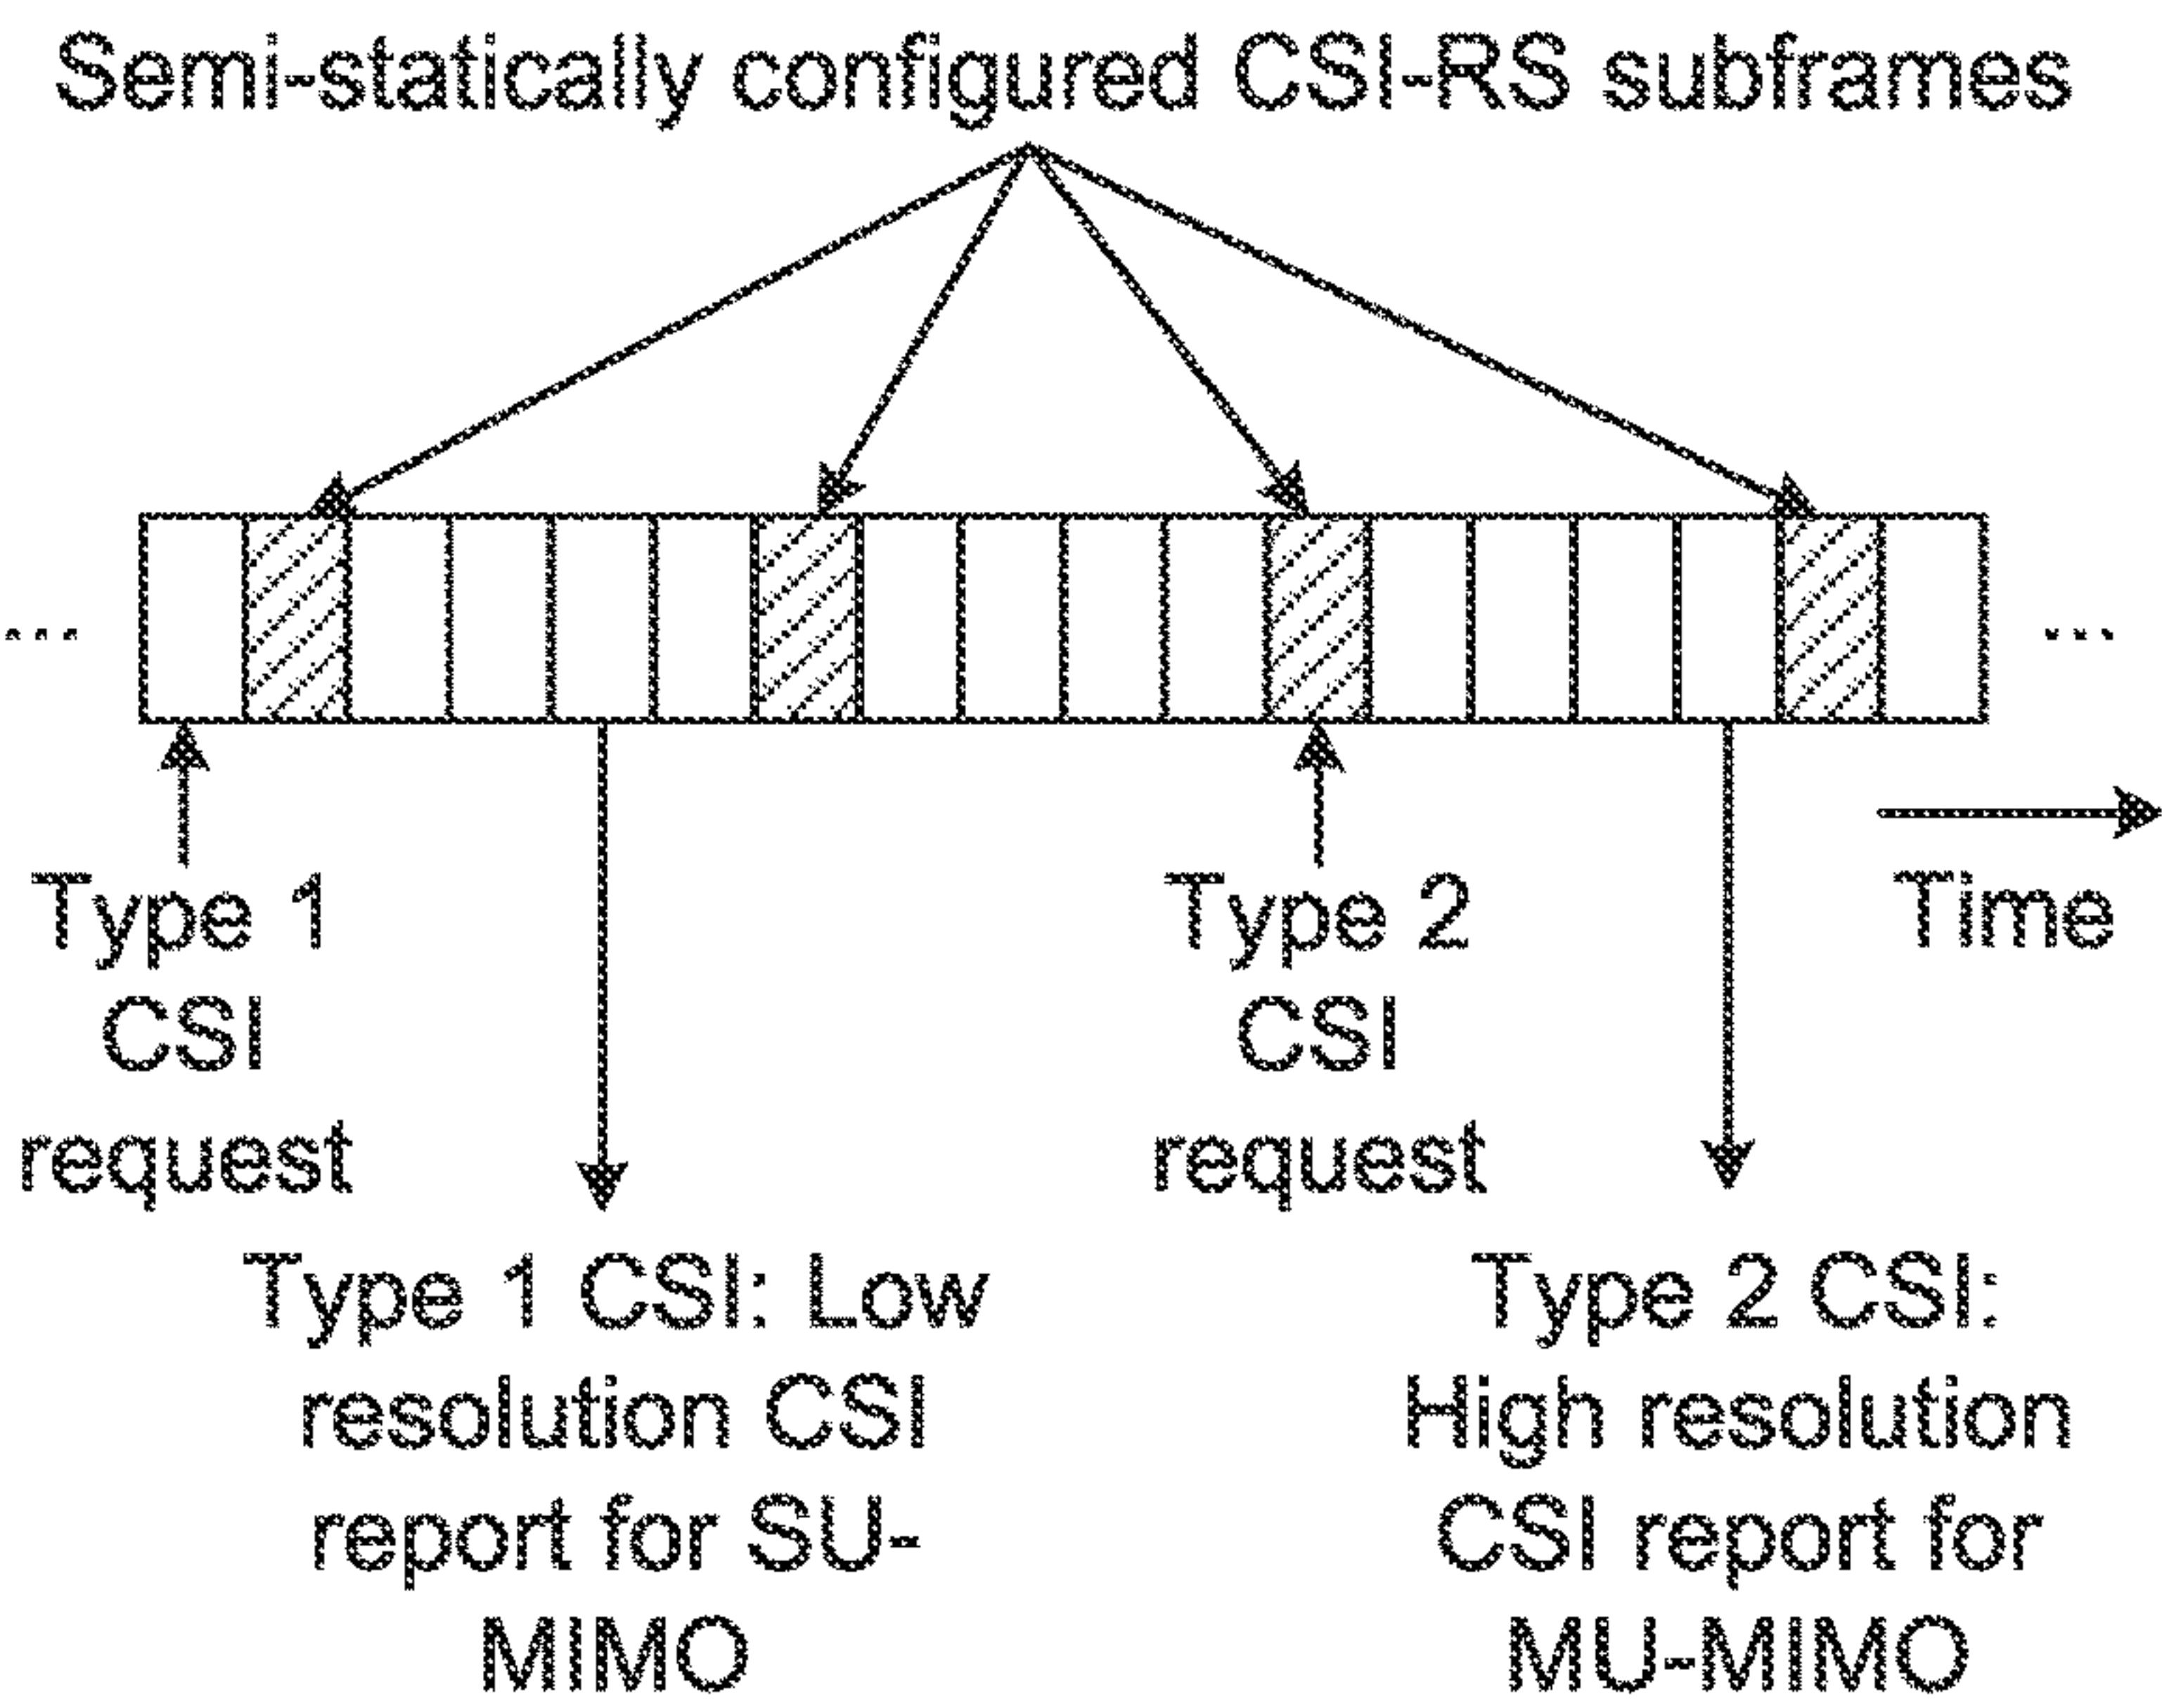 Semi-statically configured CSI-RS subframes
... ...
Type 1
CSI
request
Type 2
CSI
request
Time
Type 1 CSI: Low
resolution CSI
report for SU-
MIMO
Type 2 CSI:
High resolution
CSI report for
MU-MIMO